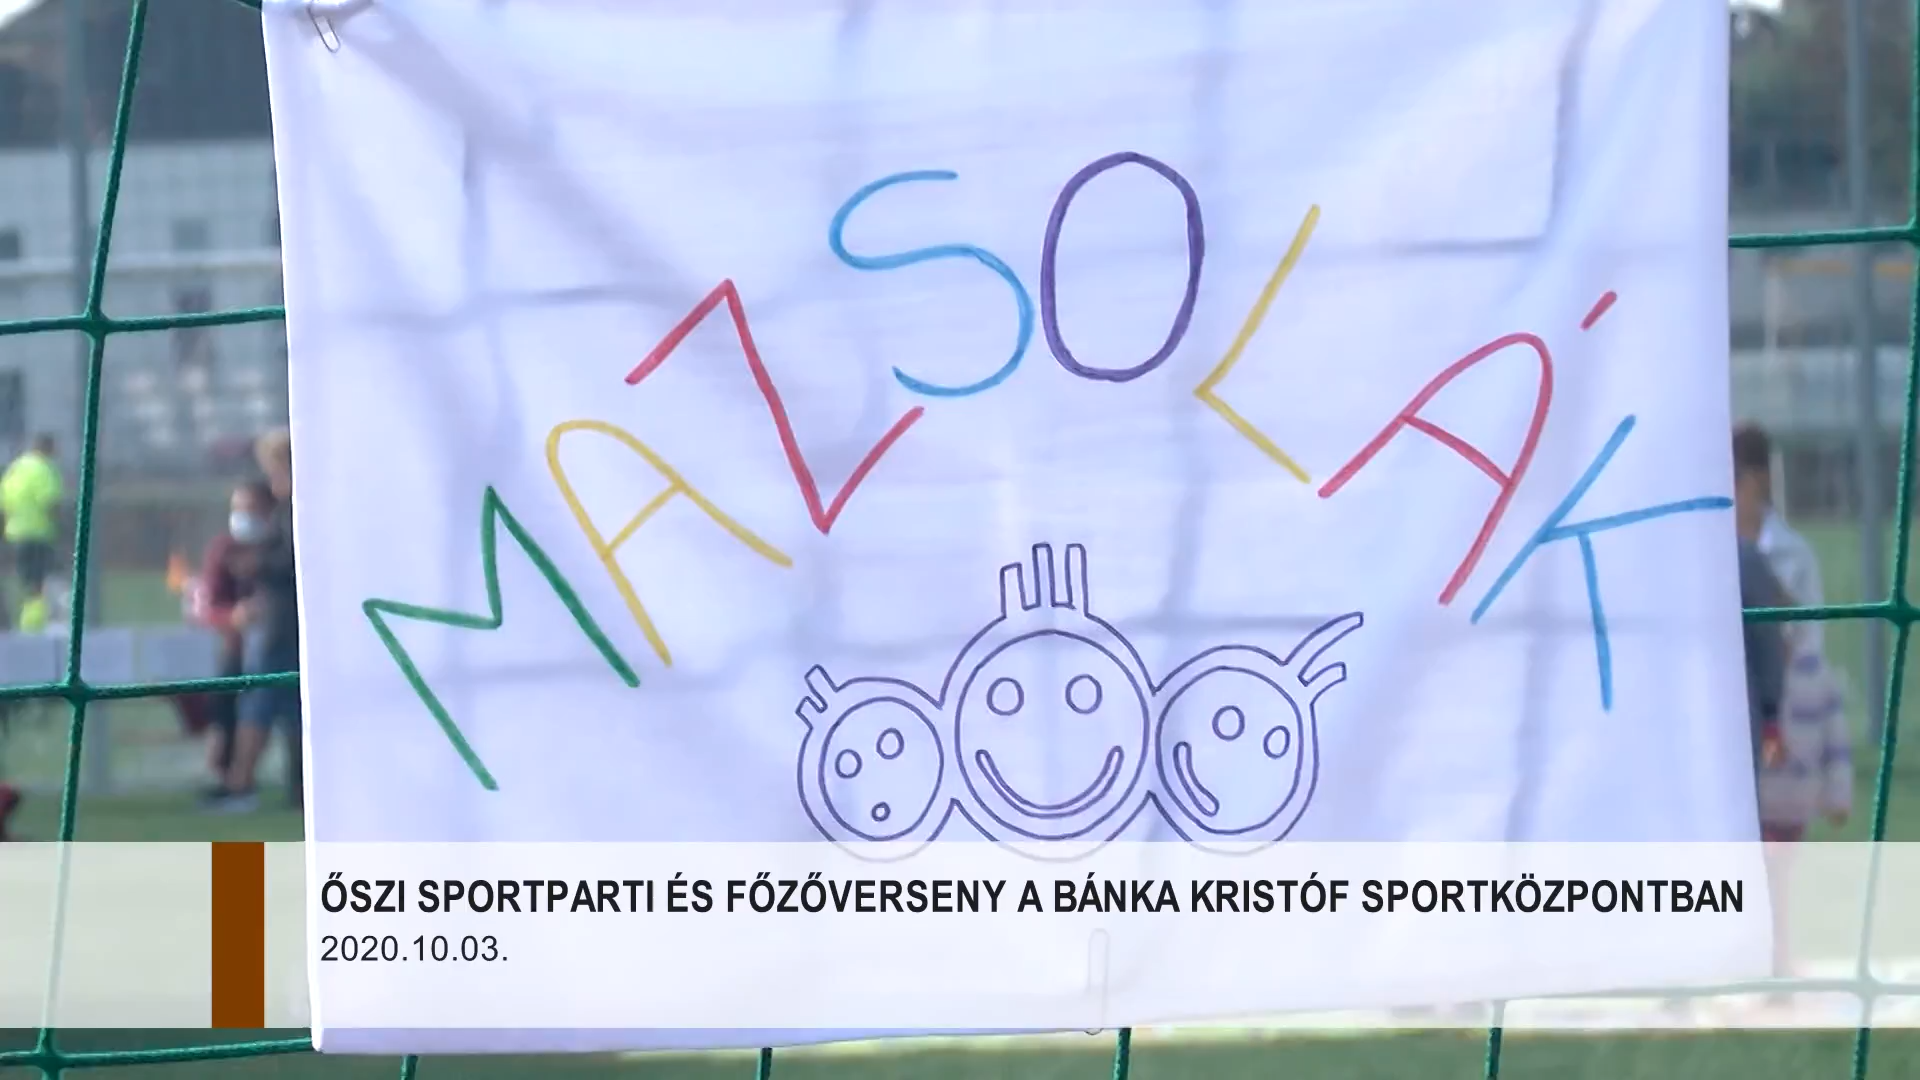 MAZSOLÁK
ŐSZI SPORTPARTI ÉS FŐZŐVERSENY A BÁNKA KRISTÓF SPORTKÖZPONTBAN
2020.10.03.